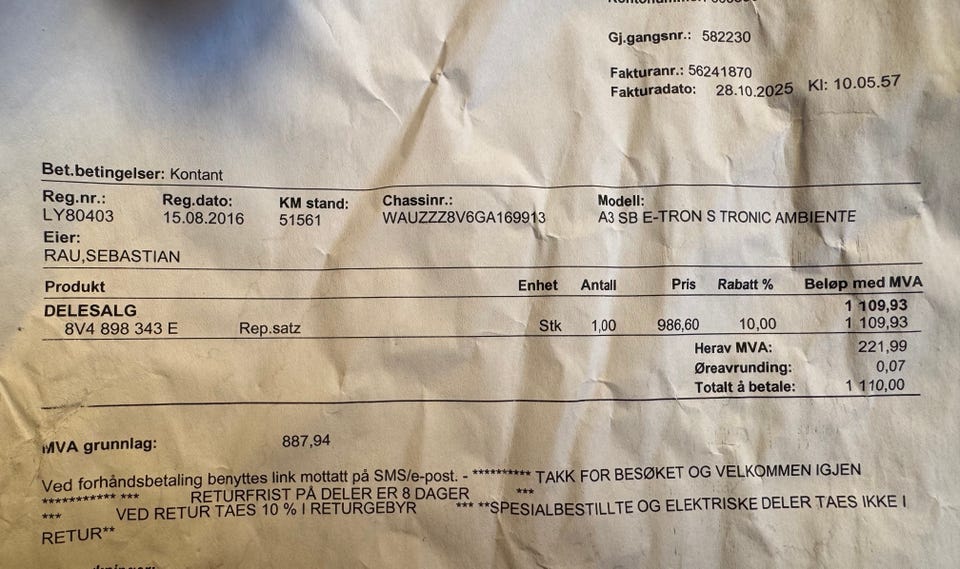 Gj.gangsnr.: 582230
Fakturanr.: 56241870
Fakturadato: 28.10.2025 Kl: 10.05.57
Bet.betingelser: Kontant
Reg.nr.: Reg.dato: KM stand: Chassinr.: Modell:
LY80403 15.08.2016 51561 WAUZZZ8V6GA169913 A3 SB E-TRON S TRONIC AMBIENTE
Eier:
RAU,SEBASTIAN
Produkt Enhet Antall Pris Rabatt % Beløp med MVA
DELESALG 1 109,93
8V4 898 343 E Rep.satz Stk 1,00 986,60 10,00 1 109,93
Herav MVA: 221,99
Øreavrunding: 0,07
Totalt å betale: 1 110,00
MVA grunnlag: 887,94
Ved forhåndsbetaling benyttes link mottatt på SMS/e-post. - ********** TAKK FOR BESØKET OG VELKOMMEN IGJEN
*********** *** RETURFRIST PÅ DELER ER 8 DAGER ***
*** VED RETUR TAES 10 % I RETURGEBYR *** **SPESIALBESTILLTE OG ELEKTRISKE DELER TAES IKKE I
RETUR**